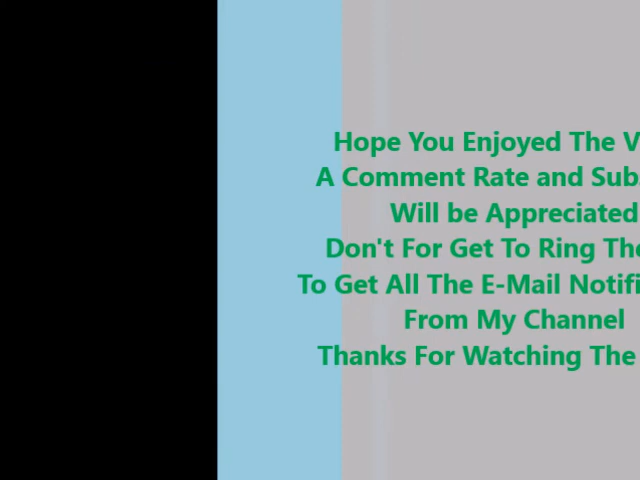 Hope You Enjoyed The V
A Comment Rate and Subs
Will be Appreciated
Don't For Get To Ring The
To Get All The E-Mail Notifi
From My Channel
Thanks For Watching The